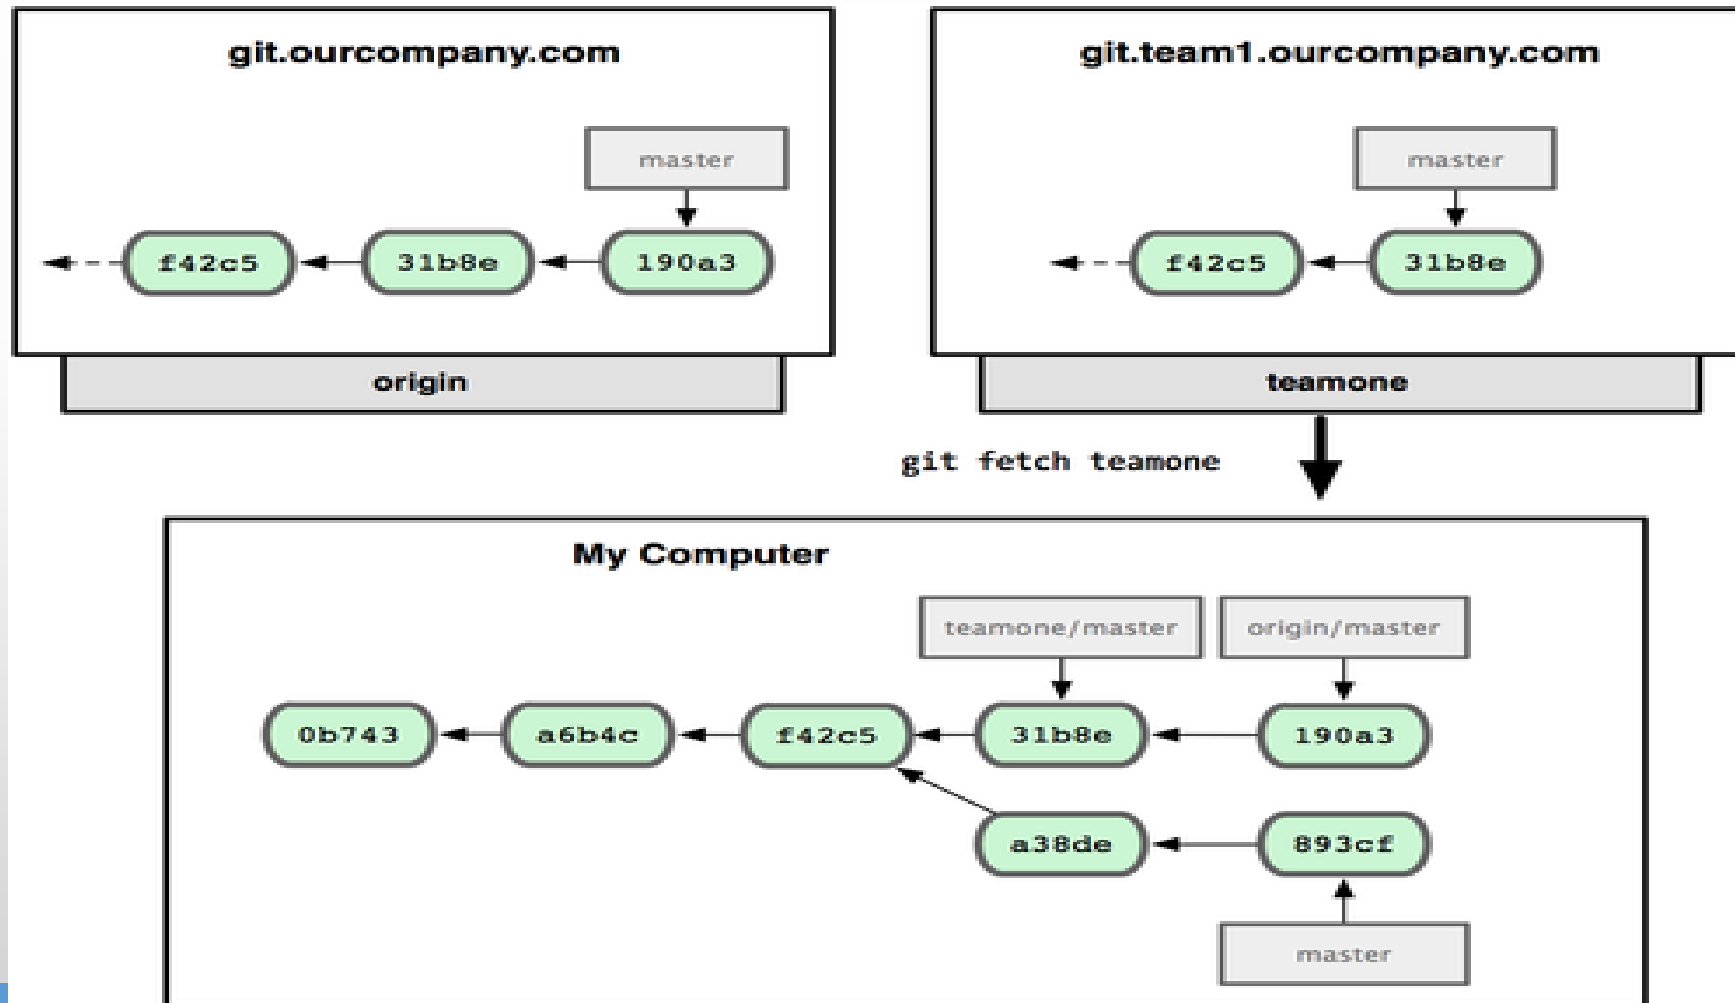 git.ourcompany.com
master
f42c5 31b8e 190a3
origin
git.team1.ourcompany.com
master
f42c5 31b8e
teamone
git fetch teamone
My Computer
teamone/master origin/master
0b743 a6b4c f42c5 31b8e 190a3
a38de 893cf
master